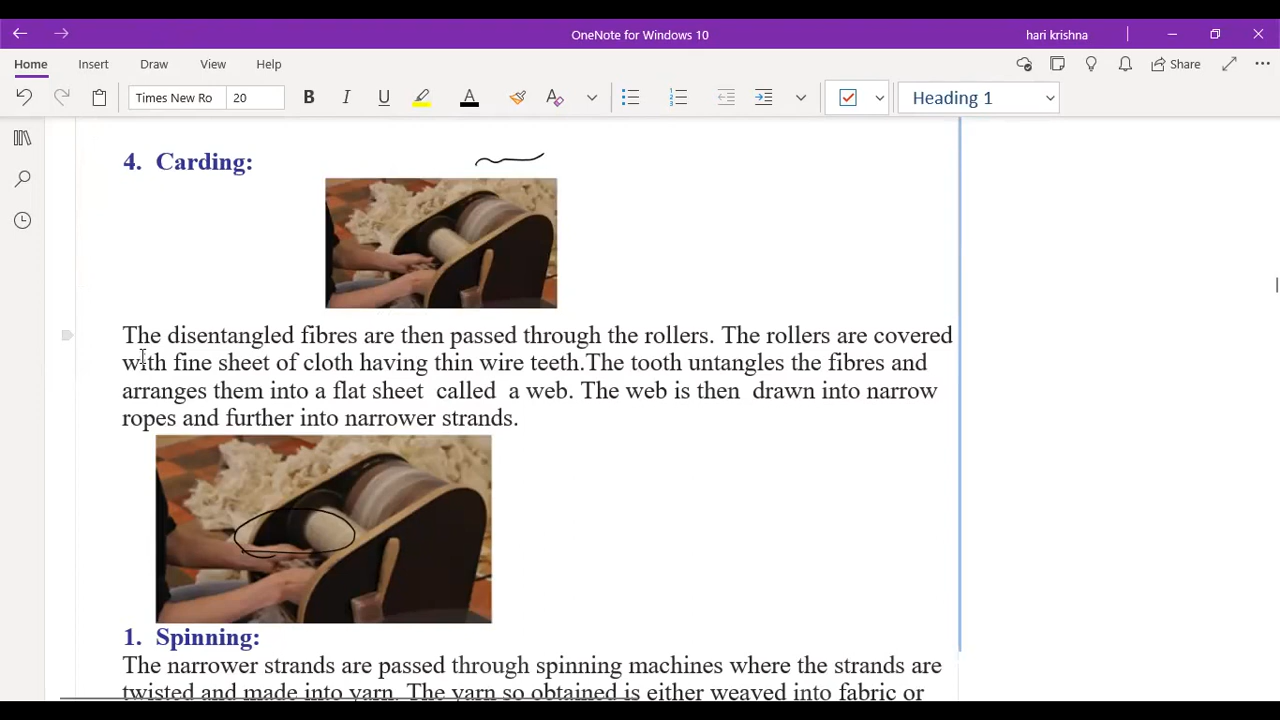 OneNote for Windows 10
hari krishna
Home
Insert
Draw
View
Help
Share
Times New Ro
20
B
I
U
A
Heading 1
4. Carding:
The disentangled fibres are then passed through the rollers. The rollers are covered
with fine sheet of cloth having thin wire teeth.The tooth untangles the fibres and
arranges them into a flat sheet called a web. The web is then drawn into narrow
ropes and further into narrower strands.
1. Spinning:
The narrower strands are passed through spinning machines where the strands are
twisted and made into yarn. The yarn so obtained is either weaved into fabric or